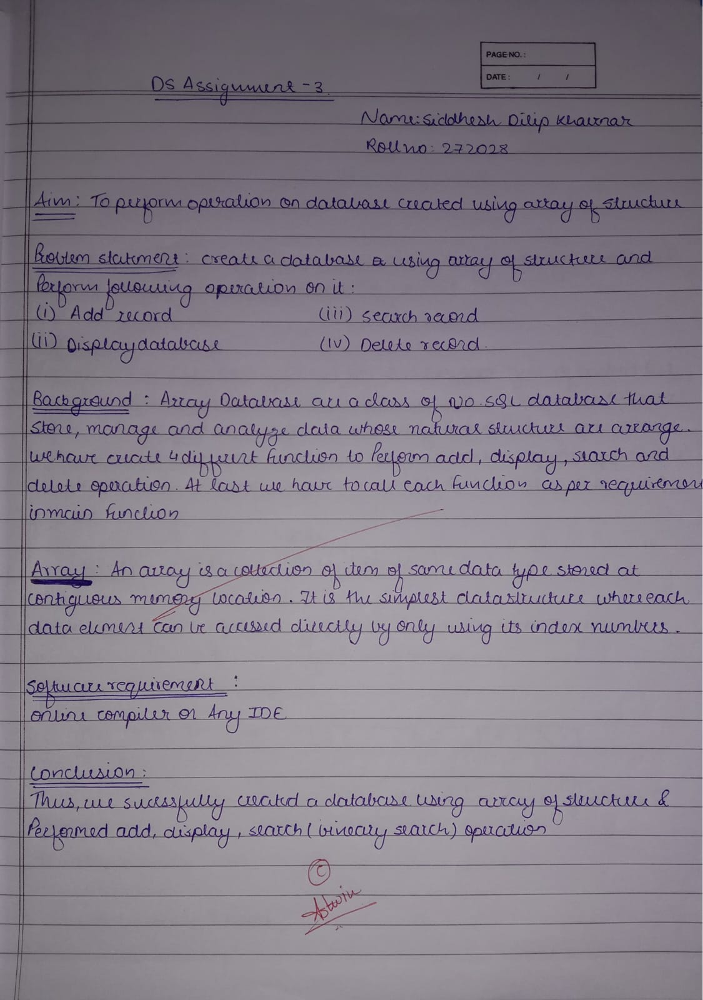 PAGE NO.:
DATE: / /
DS Assignment - 3.
Name: Siddhesh Dilip Khairnar
Roll no: 272028
Aim: To perform operation on database created using array of structure
Problem statement: create a database using array of structure and
Perform following operation on it:
(i) Add record (iii) search record
(ii) Display database (iv) Delete record.
Background: Array Database are a class of No.SQL database that
store, manage and analyze data whose natural structure are arrange.
We have create 4 different function to Perform add, display, search and
delete operation. At last we have to call each function as per requirement
in main function
Array: An array is a collection of item of same data type stored at
contiguous memory location. It is the simplest datastructure where each
data element can be accessed directly by only using its index numbers.
Software requirement:
online compiler or Any IDE
Conclusion:
Thus, we sucessfully created a database using array of structure &
Performed add, display, search (bineary search) operation
C